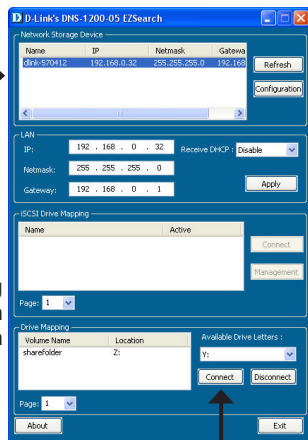 D-Link's DNS-1200-05 EZSearch
Network Storage Device
Name IP Netmask Gatewa
dlink-570412 192.168.0.32 255.255.255.0 192.168
Refresh
Configuration
LAN
IP: 192 . 168 . 0 . 32 Receive DHCP : Disable
Netmask: 255 . 255 . 255 . 0
Gateway: 192 . 168 . 0 . 1
Apply
iSCSI Drive Mapping
Name Active
Connect
Management
Page: 1
Drive Mapping
Volume Name Location
sharefolder Z:
Available Drive Letters :
Y:
Connect Disconnect
Page: 1
About Exit